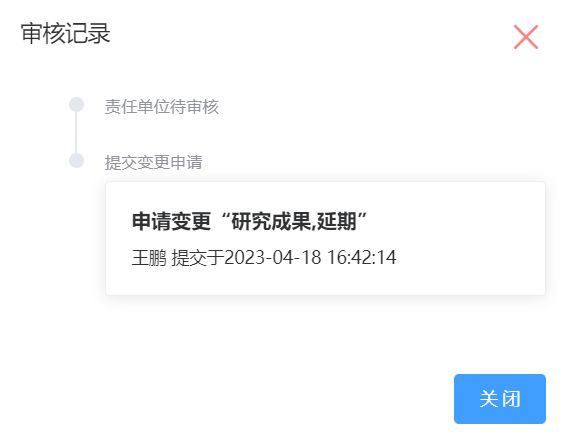 审核记录
责任单位待审核
提交变更申请
申请变更“研究成果,延期”
王鹏 提交于2023-04-18 16:42:14
关闭